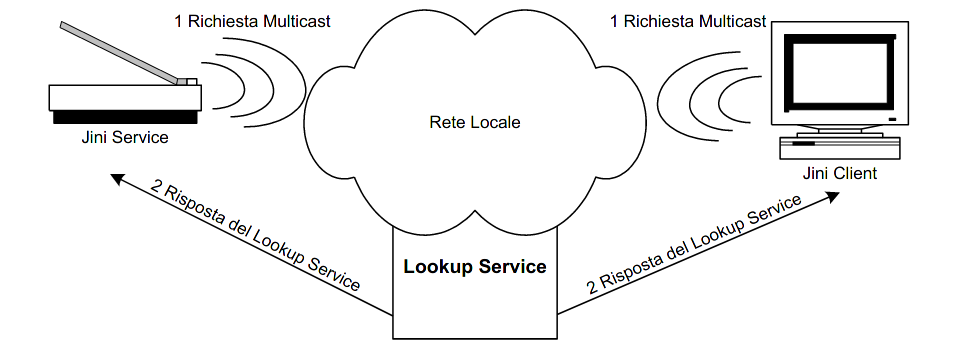 1 Richiesta Multicast
1 Richiesta Multicast
Rete Locale
Jini Service
Jini Client
2 Risposta del Lookup Service
2 Risposta del Lookup Service
Lookup Service